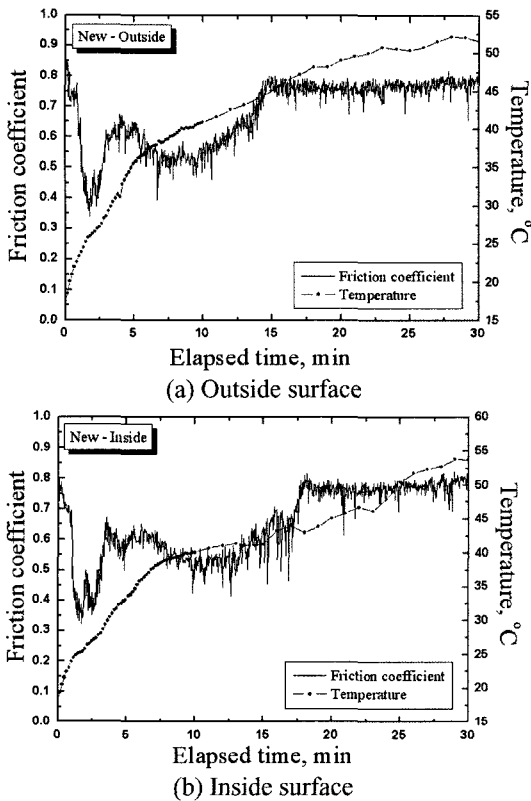 New - Outside
Friction coefficient
1.0
0.9
0.8
0.7
0.6
0.5
0.4
0.3
0.2
0.1
0.0
55
50
45
40
35
30
25
20
15
Temperature, °C
Friction coefficient
Temperature
0 5 10 15 20 25 30
Elapsed time, min
(a) Outside surface
New - Inside
Friction coefficient
1.0
0.9
0.8
0.7
0.6
0.5
0.4
0.3
0.2
0.1
0.0
60
55
50
45
40
35
30
25
20
15
Temperature, °C
Friction coefficient
Temperature
0 5 10 15 20 25 30
Elapsed time, min
(b) Inside surface